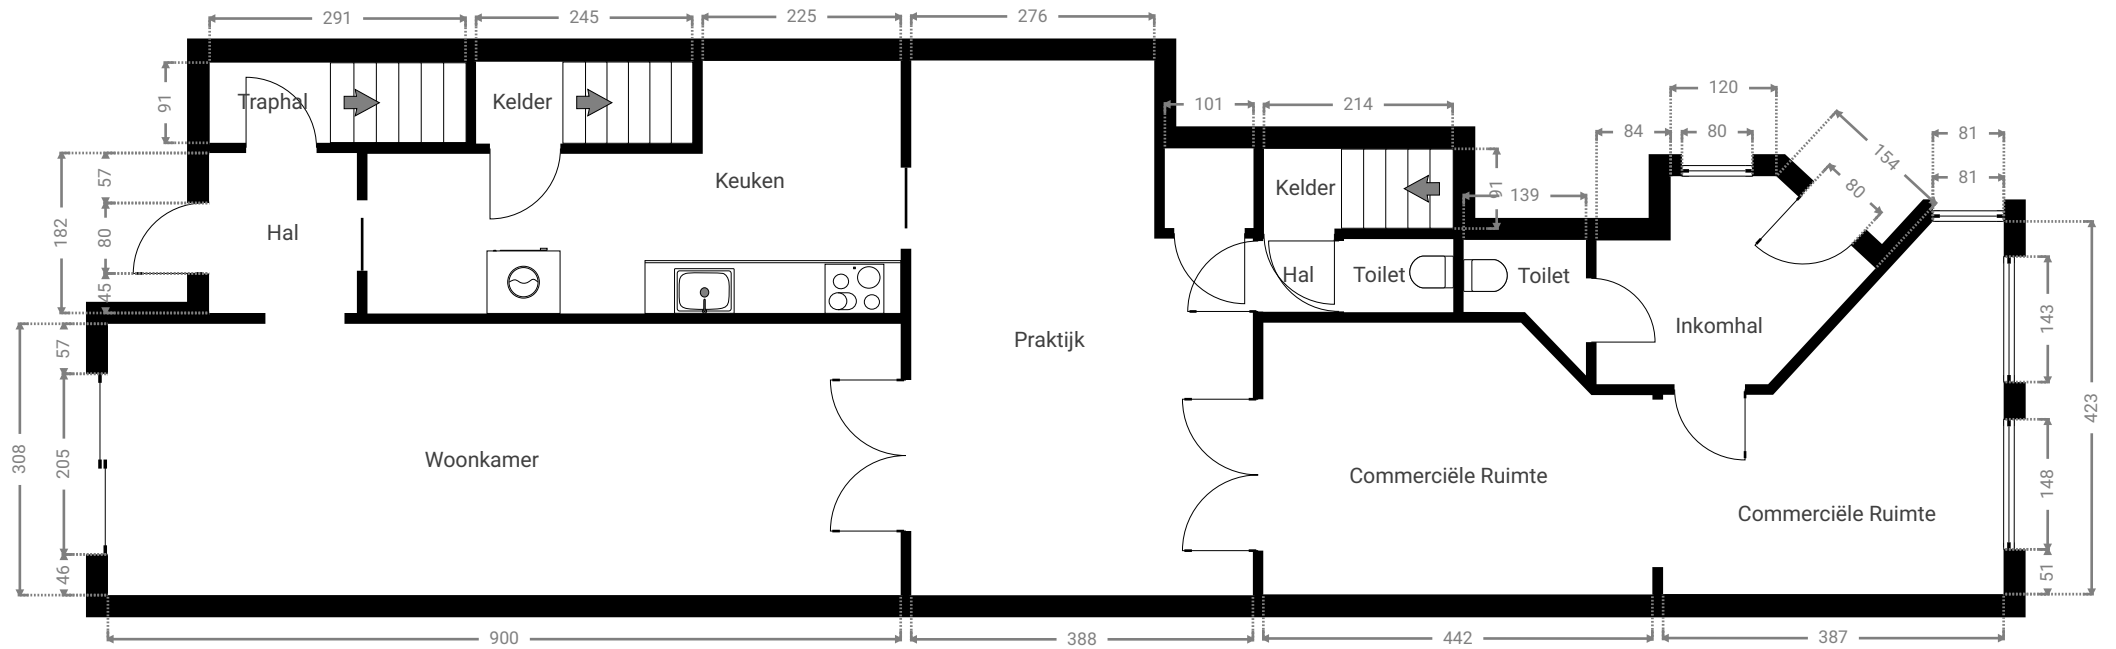 291
245
225
276
91
Traphal
Kelder
101
214
120
84
80
154
81
81
80
57
182
80
45
Hal
Keuken
Kelder
91
139
Hal
Toilet
Toilet
Inkomhal
143
423
148
51
Praktijk
57
308
205
46
Woonkamer
Commerciële Ruimte
Commerciële Ruimte
900
388
442
387